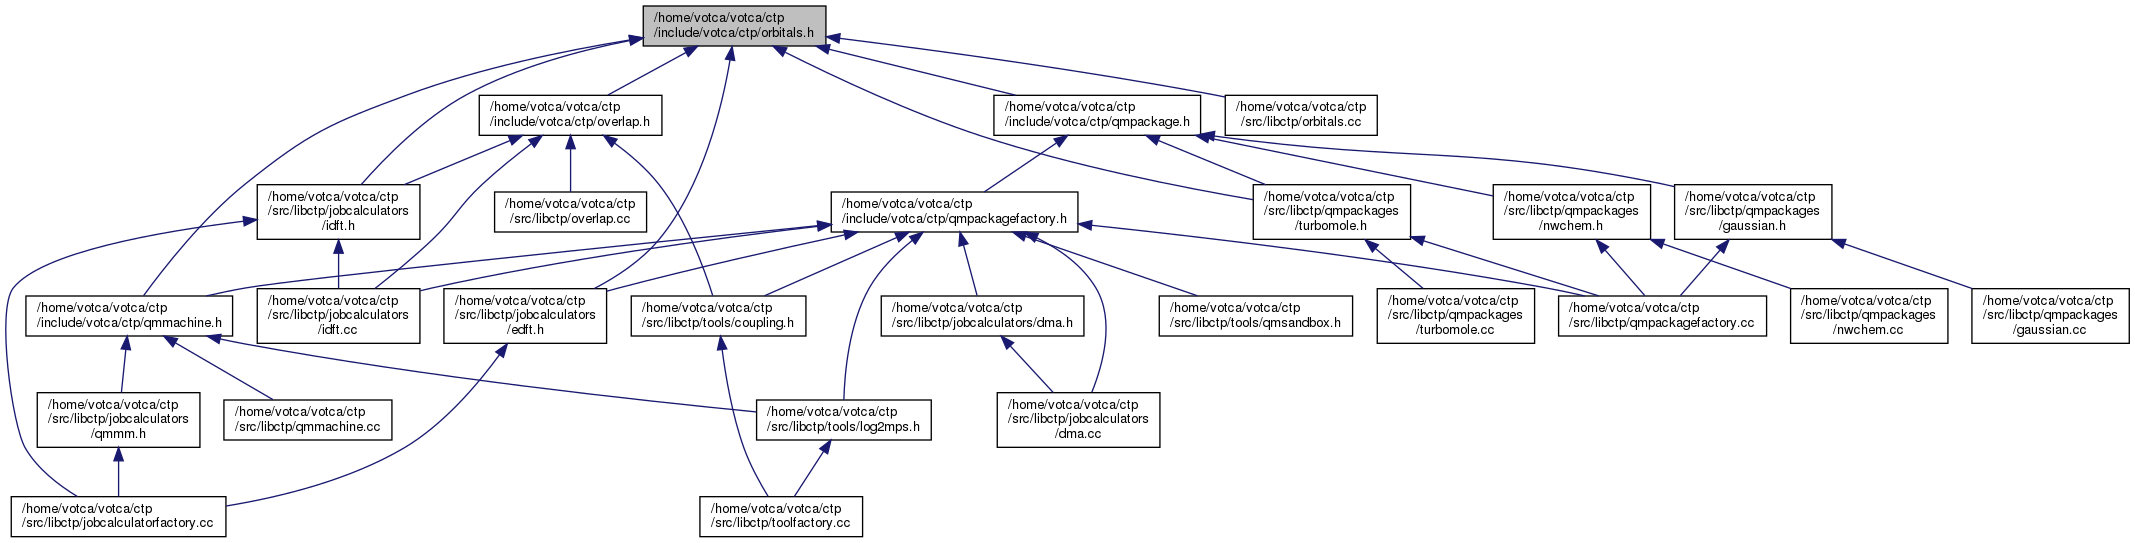 /home/votca/votca/ctp
/include/votca/ctp/orbitals.h
/home/votca/votca/ctp
/include/votca/ctp/overlap.h
/home/votca/votca/ctp
/include/votca/ctp/qmpackage.h
/home/votca/votca/ctp
/src/libctp/orbitals.cc
/home/votca/votca/ctp
/src/libctp/jobcalculators
/idft.h
/home/votca/votca/ctp
/src/libctp/overlap.cc
/home/votca/votca/ctp
/include/votca/ctp/qmpackagefactory.h
/home/votca/votca/ctp
/src/libctp/qmpackages
/turbomole.h
/home/votca/votca/ctp
/src/libctp/qmpackages
/nwchem.h
/home/votca/votca/ctp
/src/libctp/qmpackages
/gaussian.h
/home/votca/votca/ctp
/include/votca/ctp/qmmachine.h
/home/votca/votca/ctp
/src/libctp/jobcalculators
/idft.cc
/home/votca/votca/ctp
/src/libctp/jobcalculators
/edft.h
/home/votca/votca/ctp
/src/libctp/tools/coupling.h
/home/votca/votca/ctp
/src/libctp/jobcalculators/dma.h
/home/votca/votca/ctp
/src/libctp/tools/qmsandbox.h
/home/votca/votca/ctp
/src/libctp/qmpackages
/turbomole.cc
/home/votca/votca/ctp
/src/libctp/qmpackagefactory.cc
/home/votca/votca/ctp
/src/libctp/qmpackages
/nwchem.cc
/home/votca/votca/ctp
/src/libctp/qmpackages
/gaussian.cc
/home/votca/votca/ctp
/src/libctp/jobcalculators
/qmmm.h
/home/votca/votca/ctp
/src/libctp/qmmachine.cc
/home/votca/votca/ctp
/src/libctp/tools/log2mps.h
/home/votca/votca/ctp
/src/libctp/jobcalculators
/dma.cc
/home/votca/votca/ctp
/src/libctp/jobcalculatorfactory.cc
/home/votca/votca/ctp
/src/libctp/toolfactory.cc